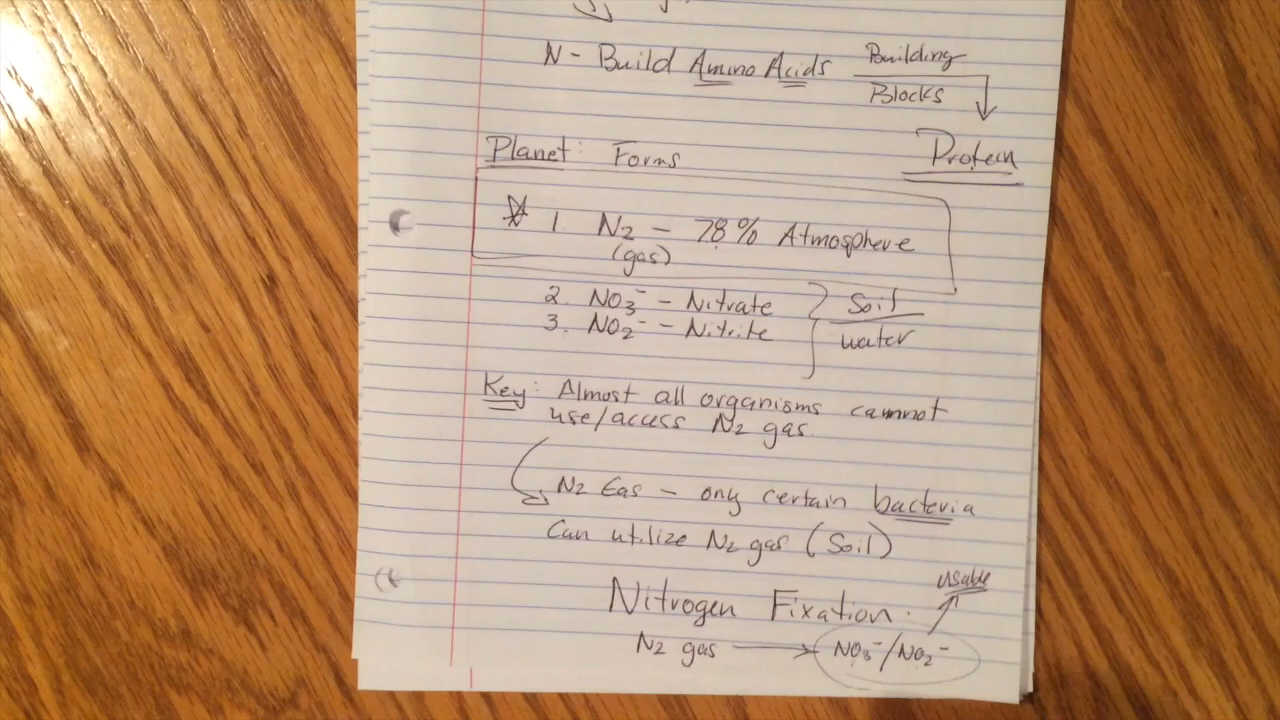 N - Build Amino Acids Building Blocks
Protein
Planet: Forms
1. N2 - 78% Atmosphere
(gas)
2. NO3⁻ - Nitrate
3. NO2⁻ - Nitrite
Soil
water
Key: Almost all organisms cannot
use/access N2 gas.
N2 Gas - ony certain bacteria
Can utilize N2 gas (Soil)
usable
Nitrogen Fixation.
N2 gas → NO3⁻/NO2⁻